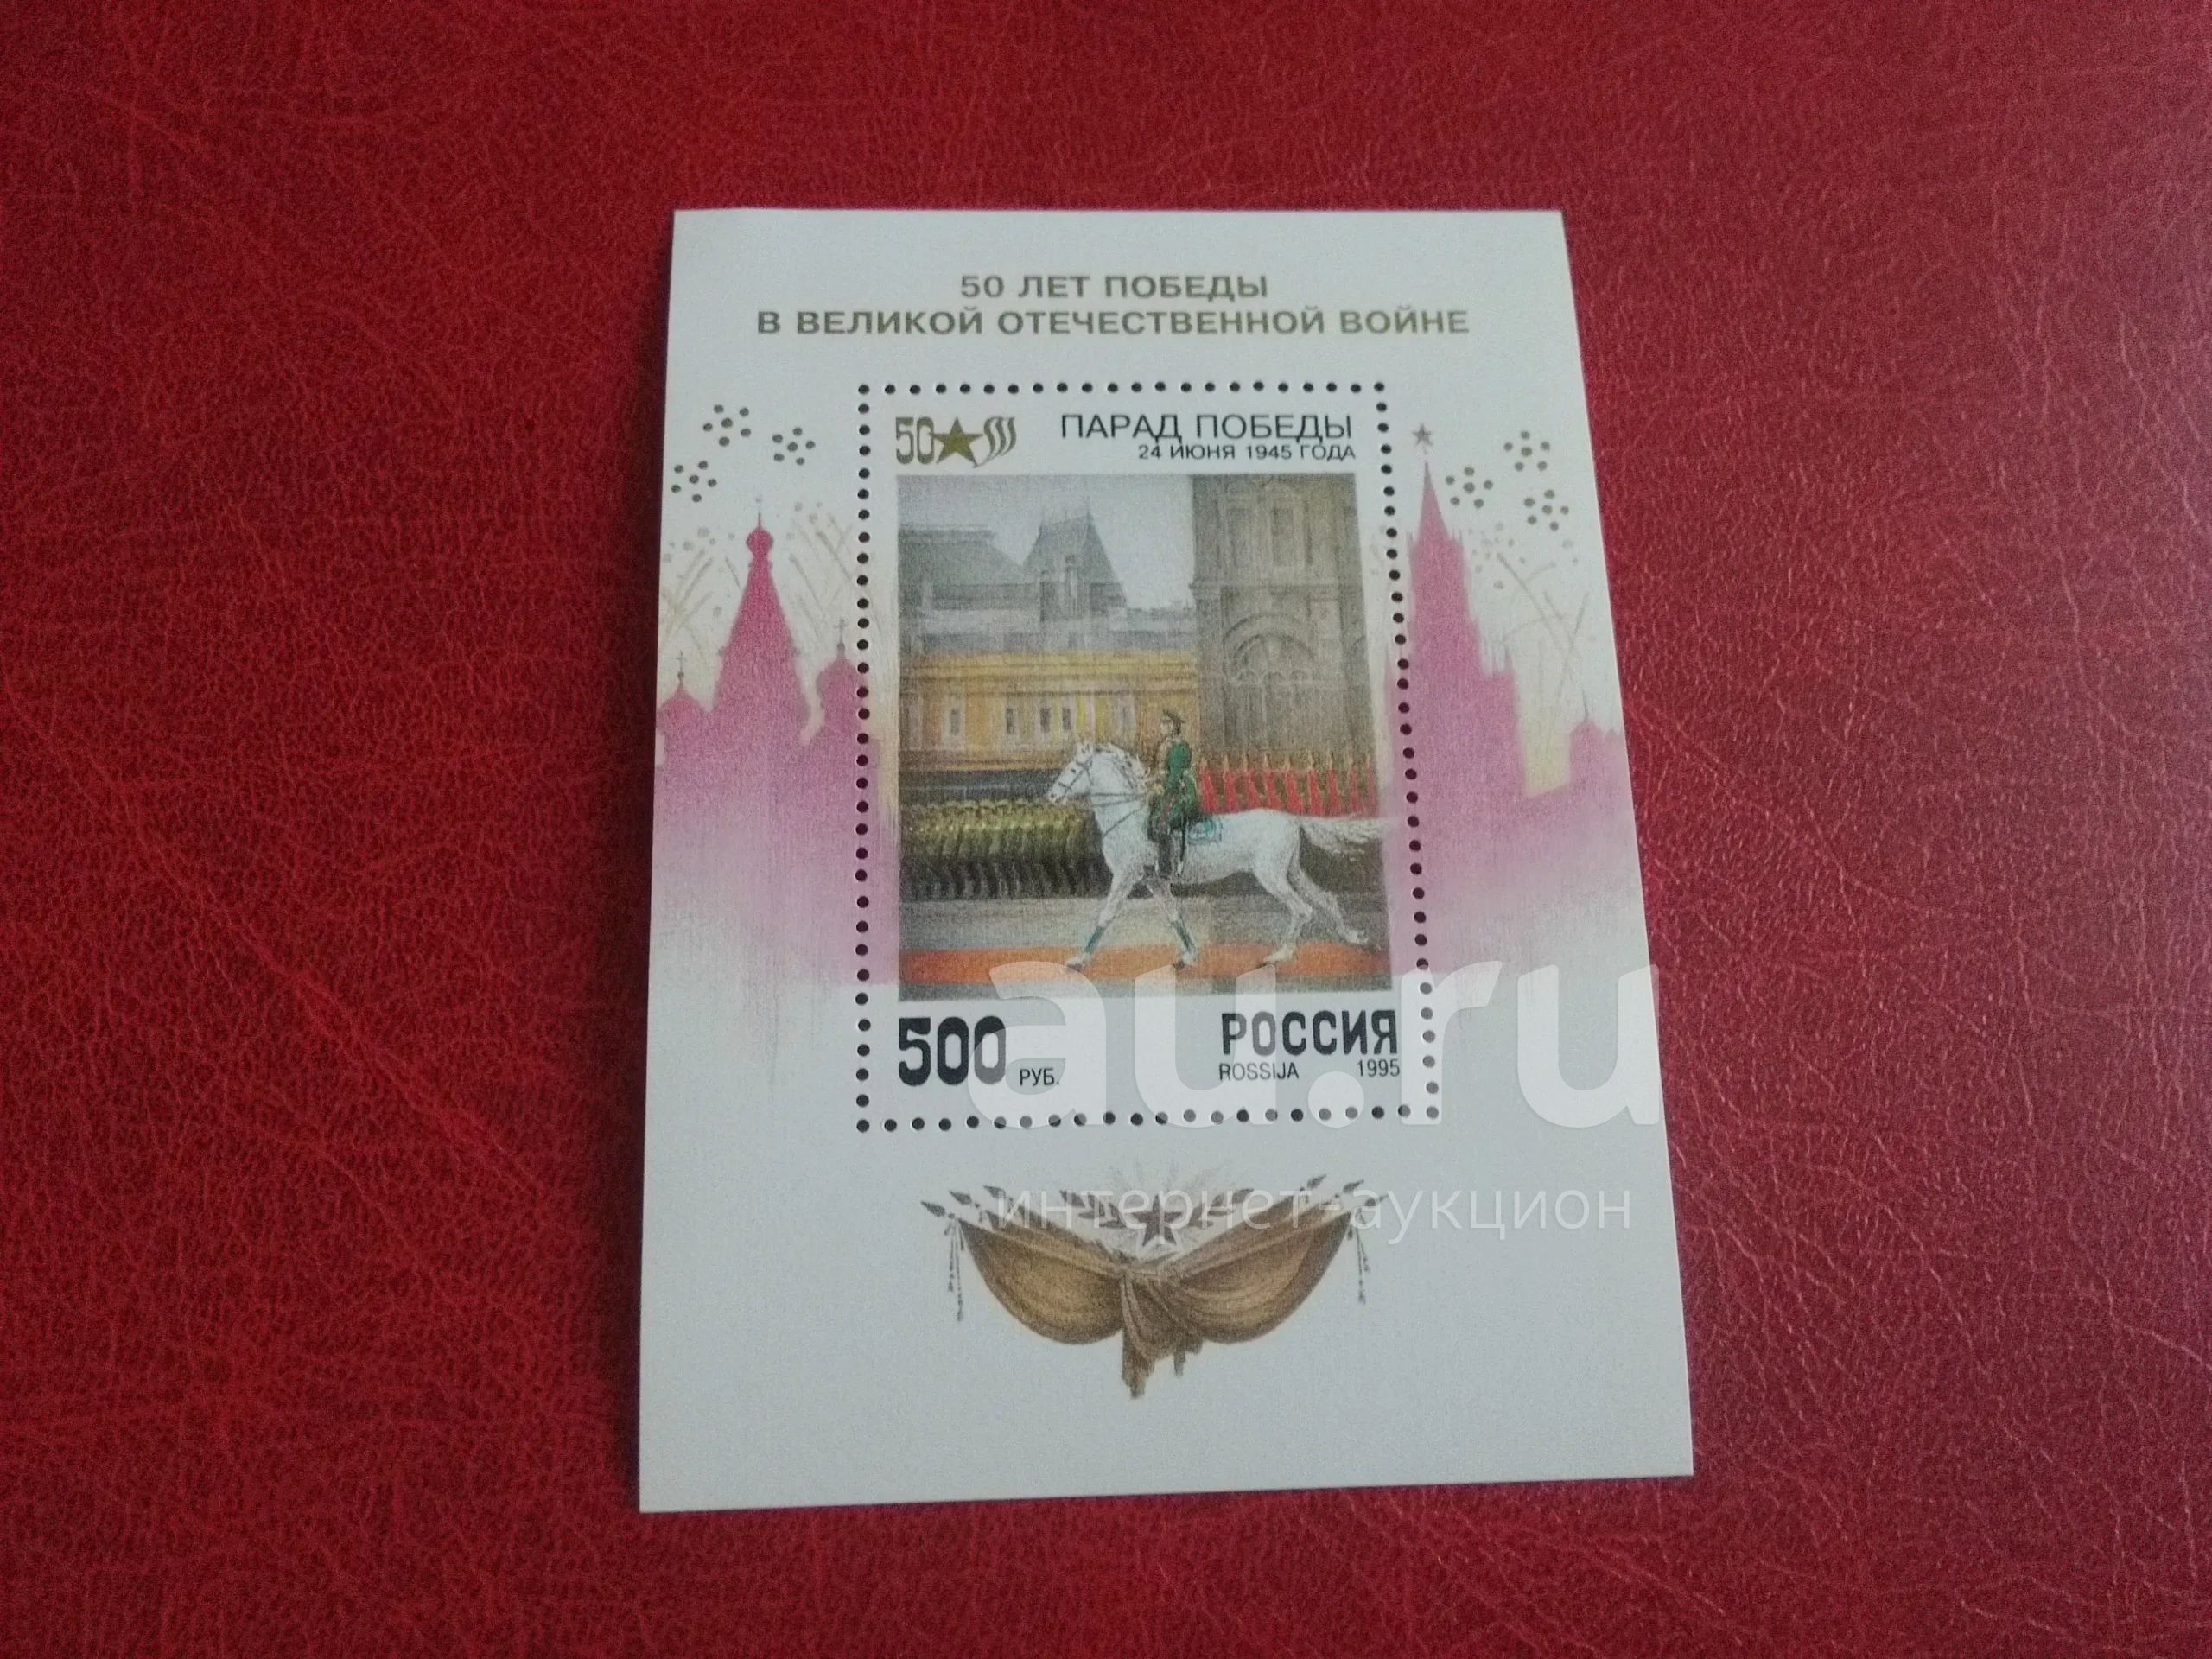 50 ЛЕТ ПОБЕДЫ
В ВЕЛИКОЙ ОТЕЧЕСТВЕННОЙ ВОЙНЕ
50
ПАРАД ПОБЕДЫ
24 ИЮНЯ 1945 ГОДА
500 РУБ.
РОССИЯ
ROSSIJA 1995
au.ru
интернет-аукцион